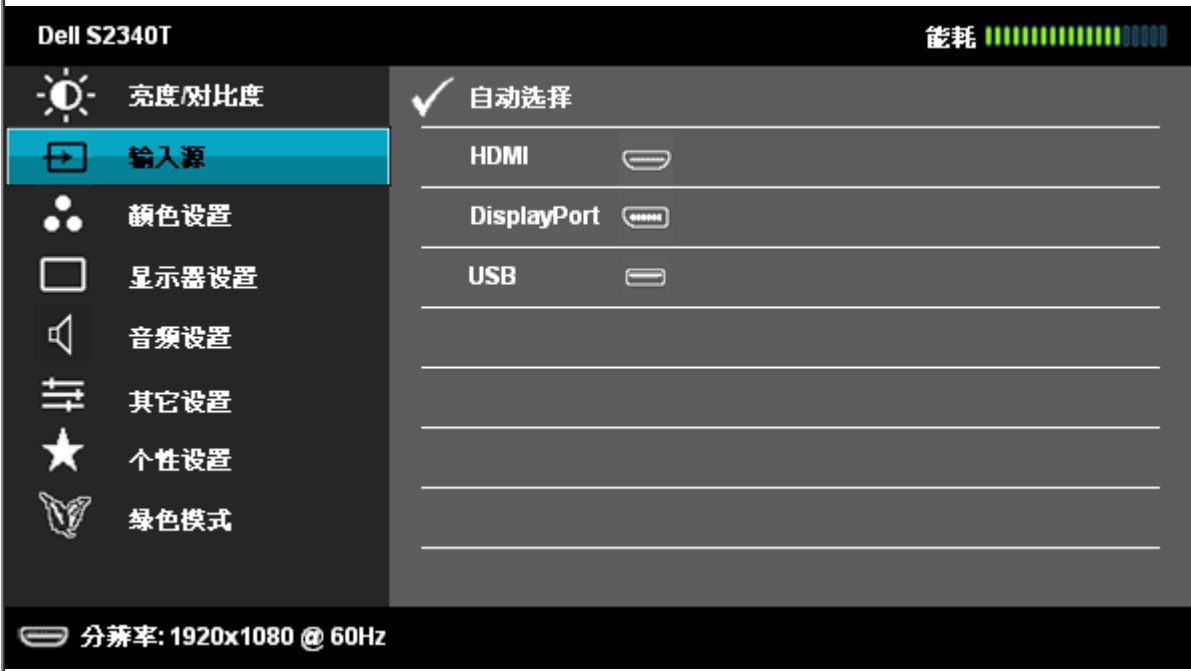 Dell S2340T 能耗
亮度/对比度 自动选择
输入源 HDMI
颜色设置 DisplayPort
显示器设置 USB
音频设置
其它设置
个性设置
绿色模式
分辨率: 1920x1080 @ 60Hz